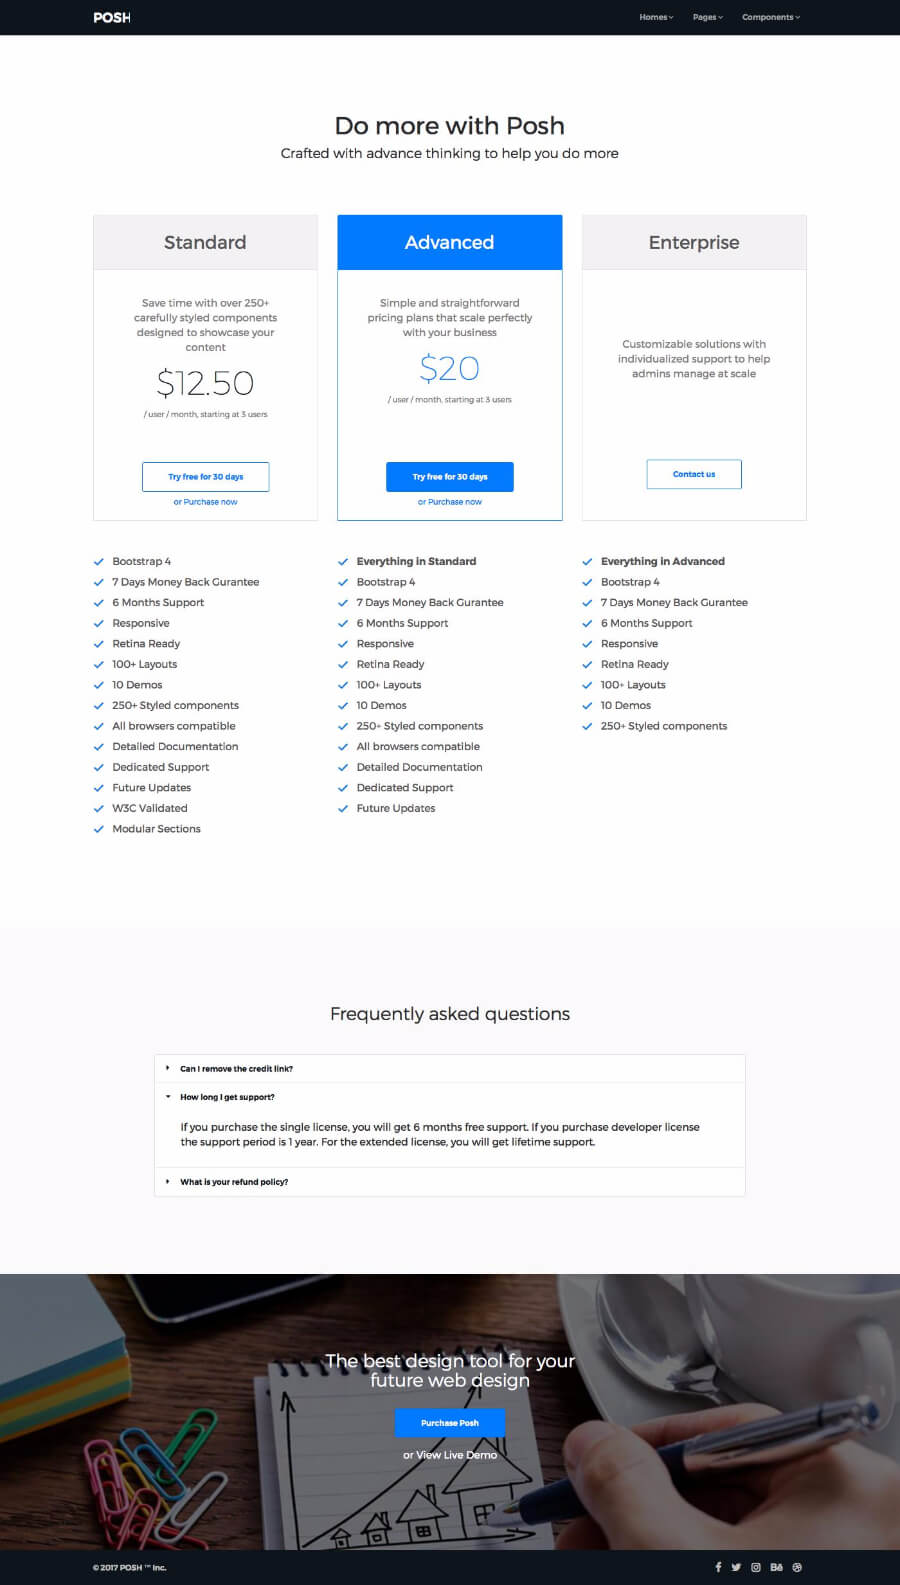 POSH
Homes
Pages
Components
Do more with Posh
Crafted with advance thinking to help you do more
Standard
Save time with over 250+
carefully styled components
designed to showcase your
content
$12.50
/ user / month, starting at 3 users
Try free for 30 days
or Purchase now
Advanced
Simple and straightforward
pricing plans that scale perfectly
with your business
$20
/ user / month, starting at 3 users
Try free for 30 days
or Purchase now
Enterprise
Customizable solutions with
individualized support to help
admins manage at scale
Contact us
Bootstrap 4
7 Days Money Back Gurantee
6 Months Support
Responsive
Retina Ready
100+ Layouts
10 Demos
250+ Styled components
All browsers compatible
Detailed Documentation
Dedicated Support
Future Updates
W3C Validated
Modular Sections
Everything in Standard
Bootstrap 4
7 Days Money Back Gurantee
6 Months Support
Responsive
Retina Ready
100+ Layouts
10 Demos
250+ Styled components
All browsers compatible
Detailed Documentation
Dedicated Support
Future Updates
Everything in Advanced
Bootstrap 4
7 Days Money Back Gurantee
6 Months Support
Responsive
Retina Ready
100+ Layouts
10 Demos
250+ Styled components
Frequently asked questions
Can I remove the credit link?
How long I get support?
If you purchase the single license, you will get 6 months free support. If you purchase developer license
the support period is 1 year. For the extended license, you will get lifetime support.
What is your refund policy?
The best design tool for your
future web design
Purchase Posh
or View Live Demo
© 2017 POSH ™ Inc.